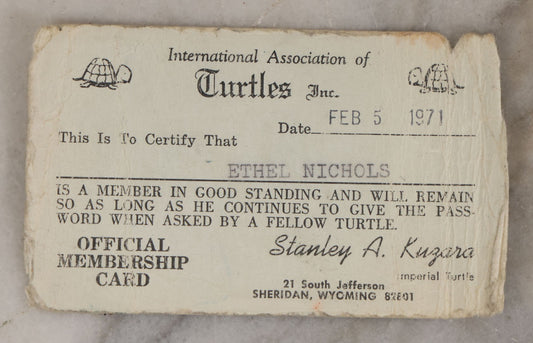 International Association of
Turtles Inc.
Date FEB 5 1971
This Is To Certify That
ETHEL NICHOLS
IS A MEMBER IN GOOD STANDING AND WILL REMAIN
SO AS LONG AS HE CONTINUES TO GIVE THE PASS-
WORD WHEN ASKED BY A FELLOW TURTLE.
OFFICIAL
MEMBERSHIP
CARD
Stanley A. Kuzara
Imperial Turtle
21 South Jefferson
SHERIDAN, WYOMING 82801